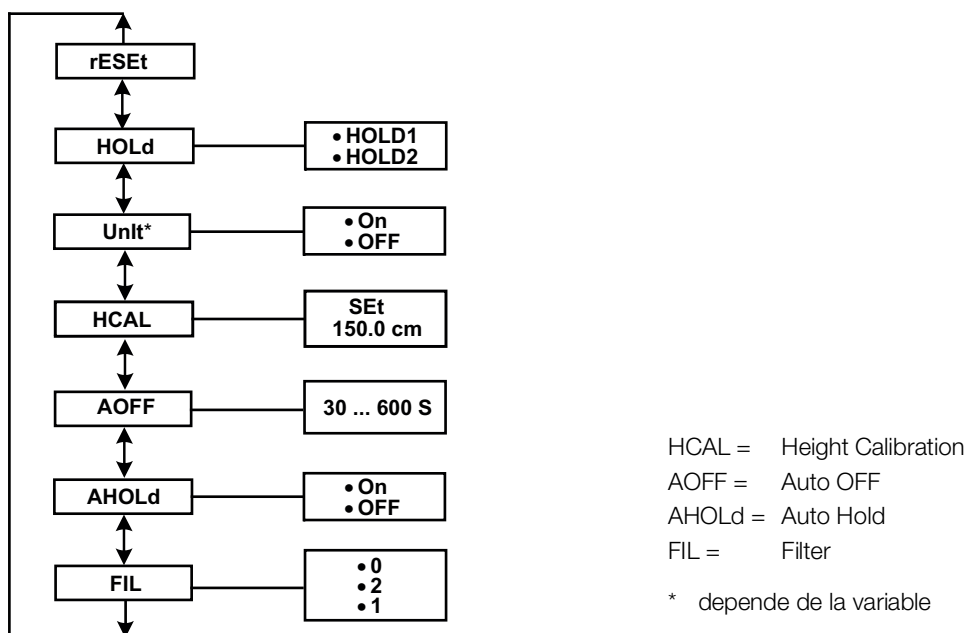 rESEt
HOLd
• HOLD1
• HOLD2
UnIt*
• On
• OFF
HCAL
SEt
150.0 cm
AOFF
30 ... 600 S
AHOLd
• On
• OFF
FIL
• 0
• 2
• 1
HCAL = Height Calibration
AOFF = Auto OFF
AHOLd = Auto Hold
FIL = Filter
* depende de la variable